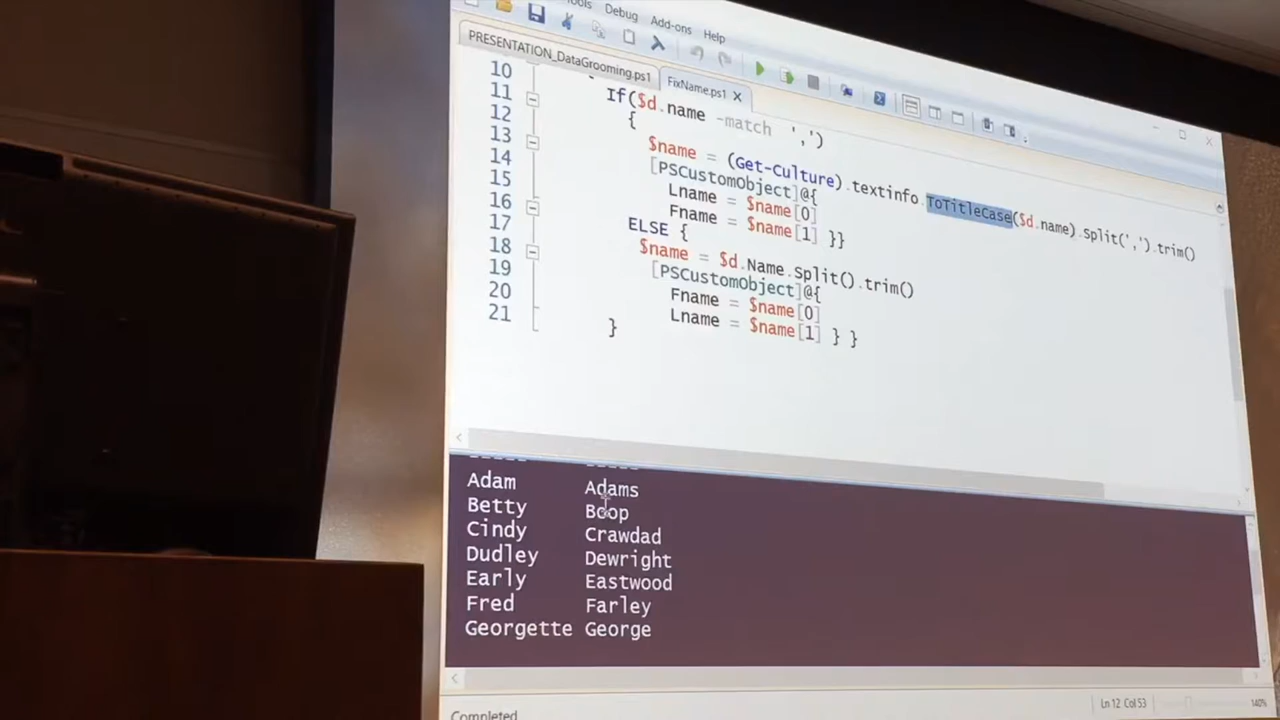 Tools Debug Add-ons Help
PRESENTATION_DataGrooming.ps1 FixName.ps1
10
11 If($d.name -match ',')
12 {
13 $name = (Get-Culture).textinfo.ToTitleCase($d.name).split(',').trim()
14 [PSCustomObject]@{
15 Lname = $name[0]
16 Fname = $name[1] }}
17 ELSE {
18 $name = $d.Name.split().trim()
19 [PSCustomObject]@{
20 Fname = $name[0]
21 Lname = $name[1] } }
}
Adam Adams
Betty Boop
Cindy Crawdad
Dudley Dewright
Early Eastwood
Fred Farley
Georgette George
Completed Ln 12 Col 53 140%